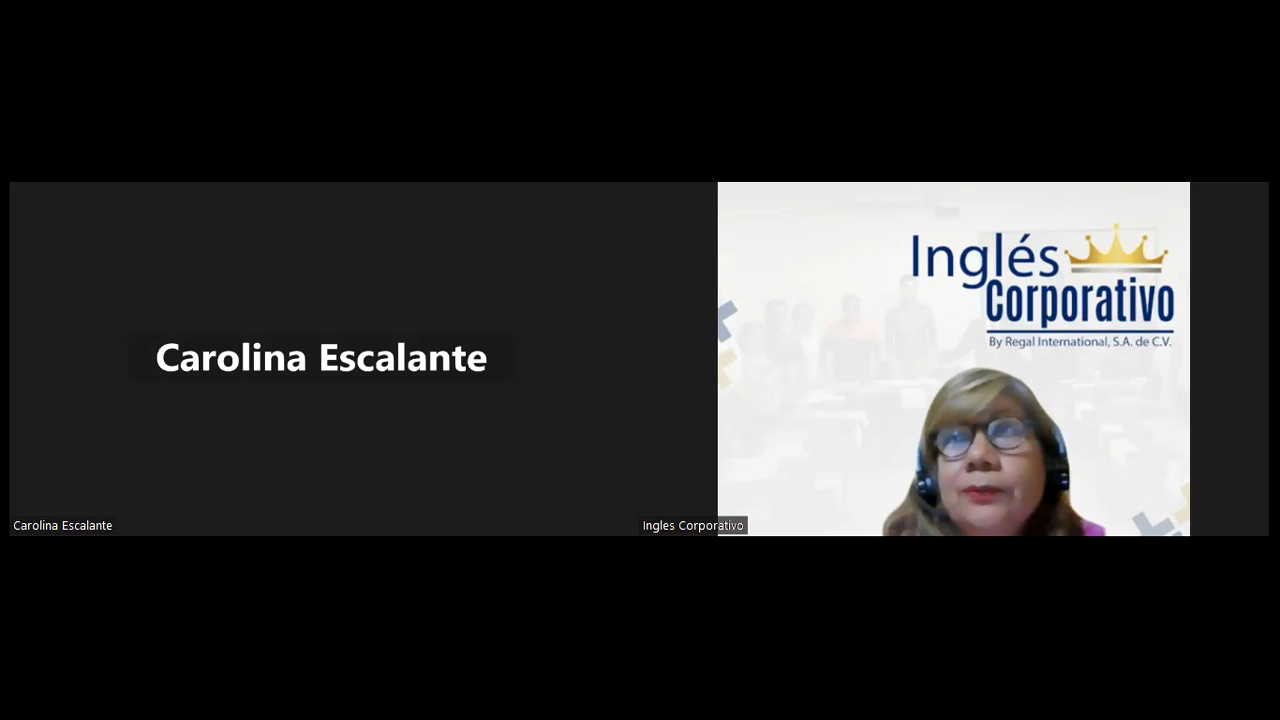 Carolina Escalante
Carolina Escalante
Inglés
Corporativo
By Regal International, S.A. de C.V.
Ingles Corporativo